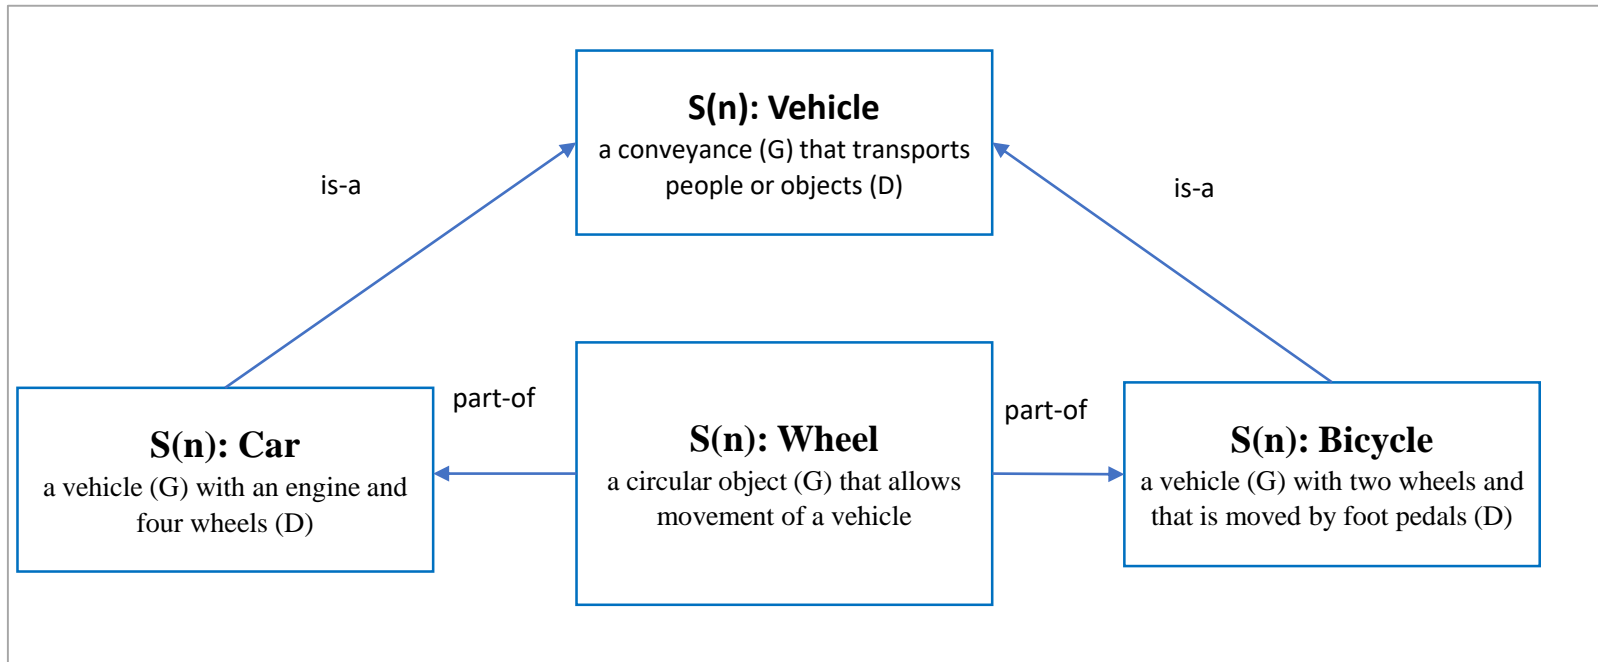 S(n): Vehicle
a conveyance (G) that transports
people or objects (D)
is-a
is-a
part-of
part-of
S(n): Car
a vehicle (G) with an engine and
four wheels (D)
S(n): Wheel
a circular object (G) that allows
movement of a vehicle
S(n): Bicycle
a vehicle (G) with two wheels and
that is moved by foot pedals (D)